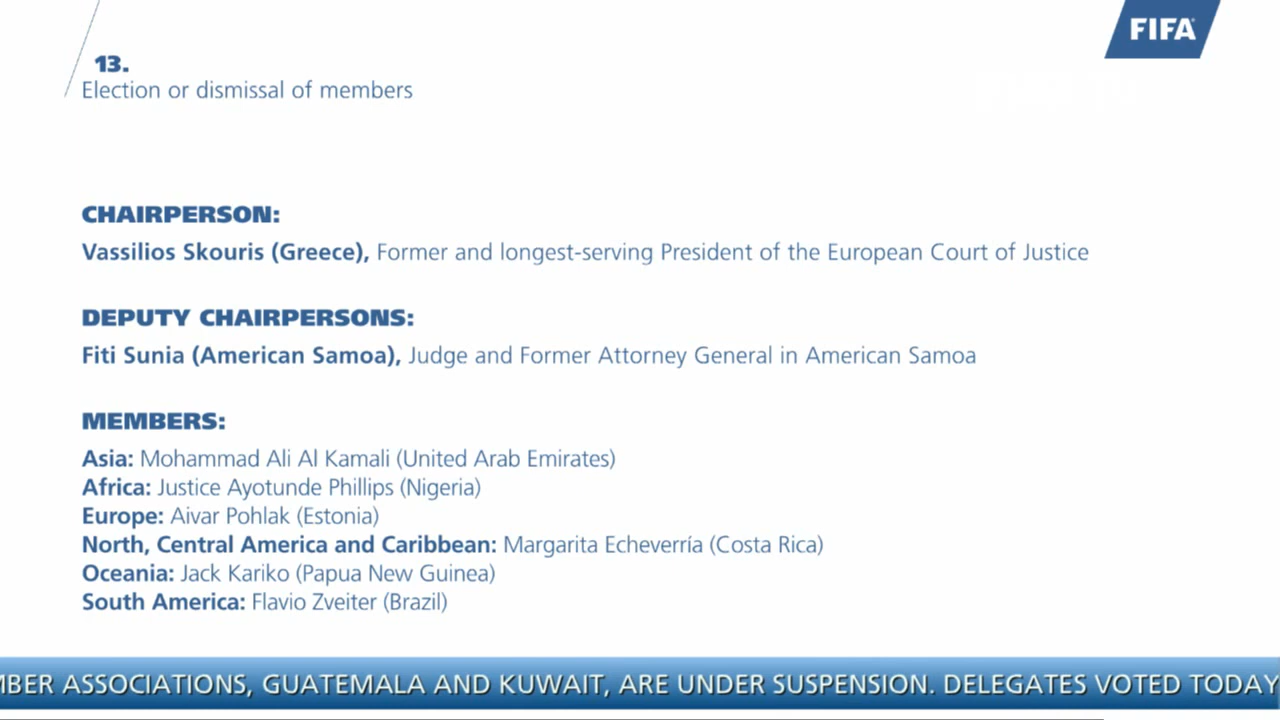 FIFA
13.
Election or dismissal of members
CHAIRPERSON:
Vassilios Skouris (Greece), Former and longest-serving President of the European Court of Justice
DEPUTY CHAIRPERSONS:
Fiti Sunia (American Samoa), Judge and Former Attorney General in American Samoa
MEMBERS:
Asia: Mohammad Ali Al Kamali (United Arab Emirates)
Africa: Justice Ayotunde Phillips (Nigeria)
Europe: Aivar Pohlak (Estonia)
North, Central America and Caribbean: Margarita Echeverría (Costa Rica)
Oceania: Jack Kariko (Papua New Guinea)
South America: Flavio Zveiter (Brazil)
MBER ASSOCIATIONS, GUATEMALA AND KUWAIT, ARE UNDER SUSPENSION. DELEGATES VOTED TODAY